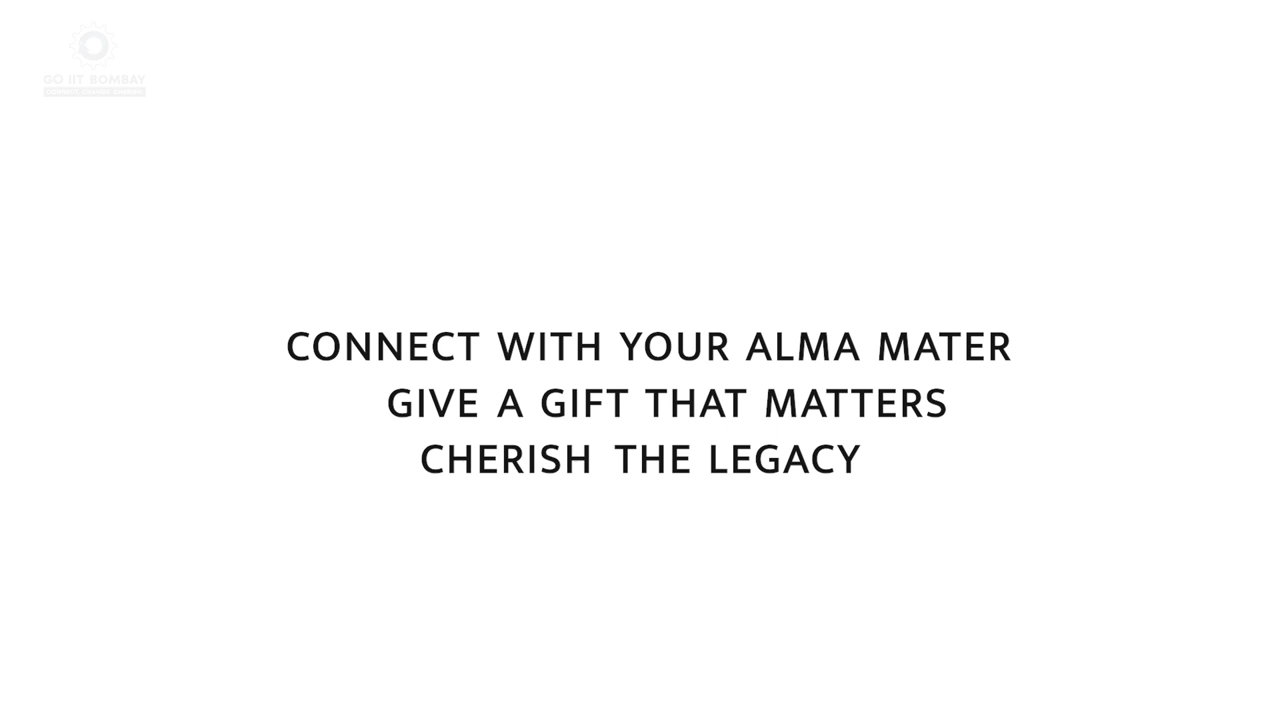 GO IIT BOMBAY
CONNECT WITH YOUR ALMA MATER
GIVE A GIFT THAT MATTERS
CHERISH THE LEGACY